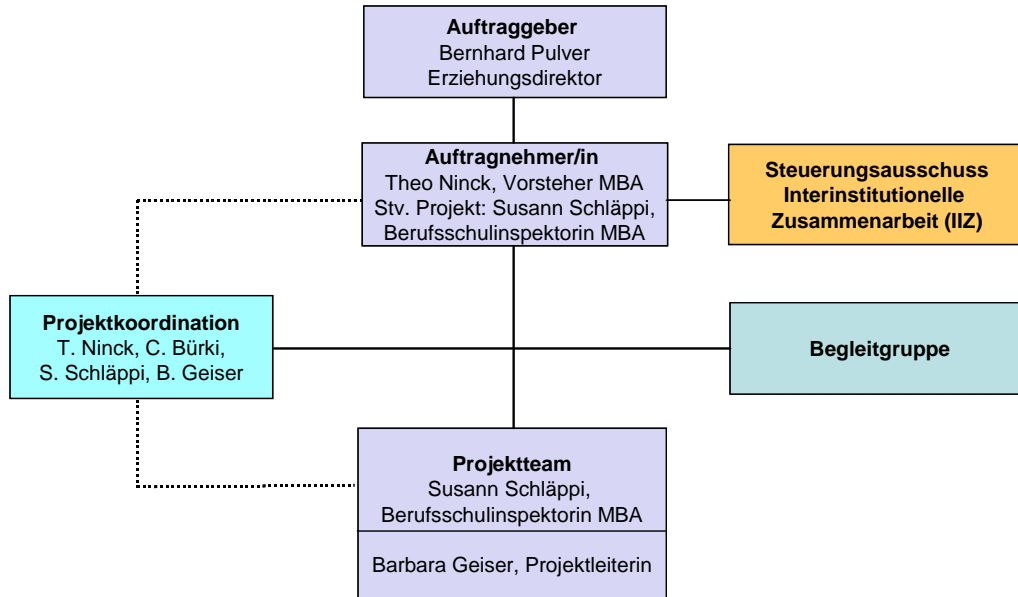 Auftraggeber
Bernhard Pulver
Erziehungsdirektor
Auftragnehmer/in
Theo Ninck, Vorsteher MBA
Stv. Projekt: Susann Schläppi,
Berufsschulinspektorin MBA
Steuerungsausschuss
Interinstitutionelle
Zusammenarbeit (IIZ)
Projektkoordination
T. Ninck, C. Bürki,
S. Schläppi, B. Geiser
Begleitgruppe
Projektteam
Susann Schläppi,
Berufsschulinspektorin MBA
Barbara Geiser, Projektleiterin